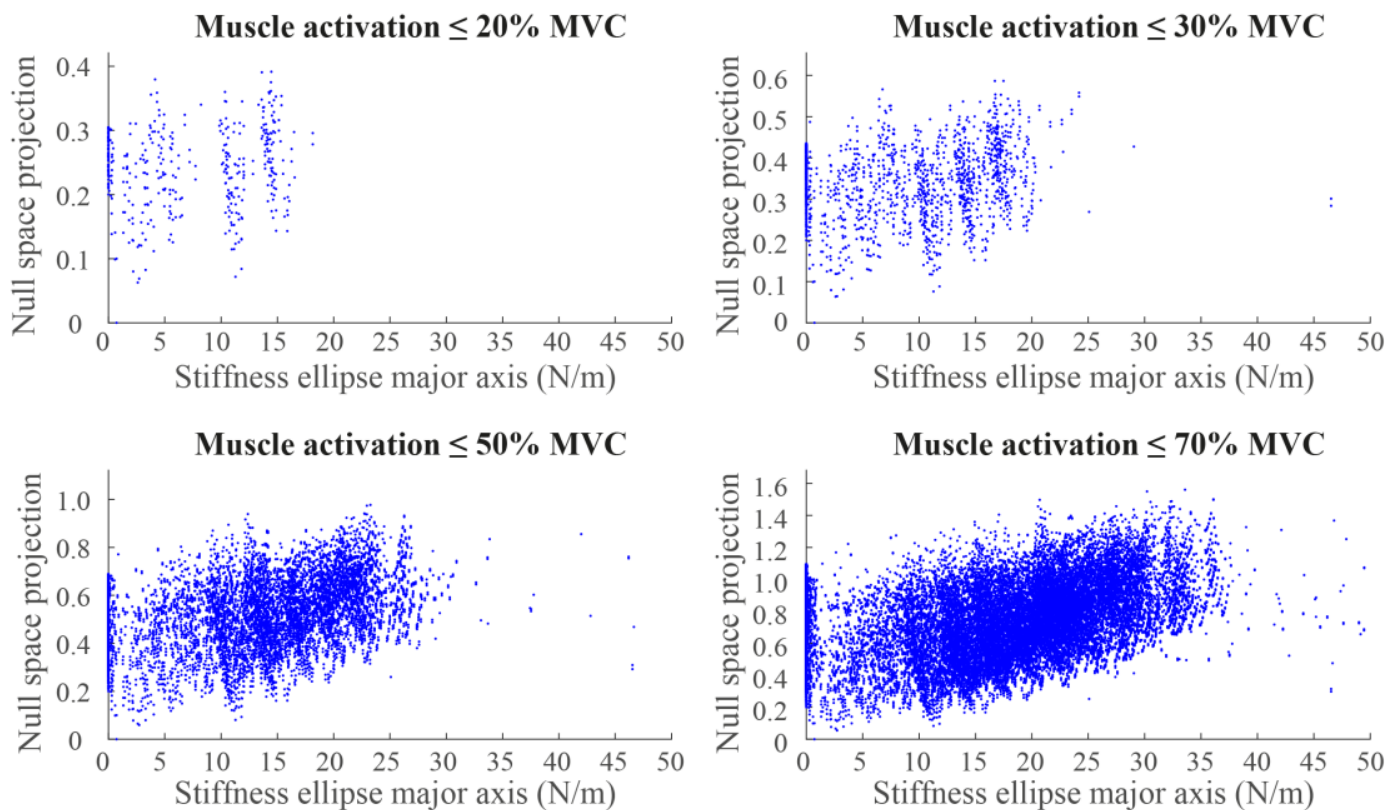 Muscle activation ≤ 20% MVC
Null space projection
0.4
0.3
0.2
0.1
0
0 5 10 15 20 25 30 35 40 45 50
Stiffness ellipse major axis (N/m)
Muscle activation ≤ 30% MVC
Null space projection
0.6
0.5
0.4
0.3
0.2
0.1
0
0 5 10 15 20 25 30 35 40 45 50
Stiffness ellipse major axis (N/m)
Muscle activation ≤ 50% MVC
Null space projection
1.0
0.8
0.6
0.4
0.2
0
0 5 10 15 20 25 30 35 40 45 50
Stiffness ellipse major axis (N/m)
Muscle activation ≤ 70% MVC
Null space projection
1.6
1.4
1.2
1.0
0.8
0.6
0.4
0.2
0
0 5 10 15 20 25 30 35 40 45 50
Stiffness ellipse major axis (N/m)